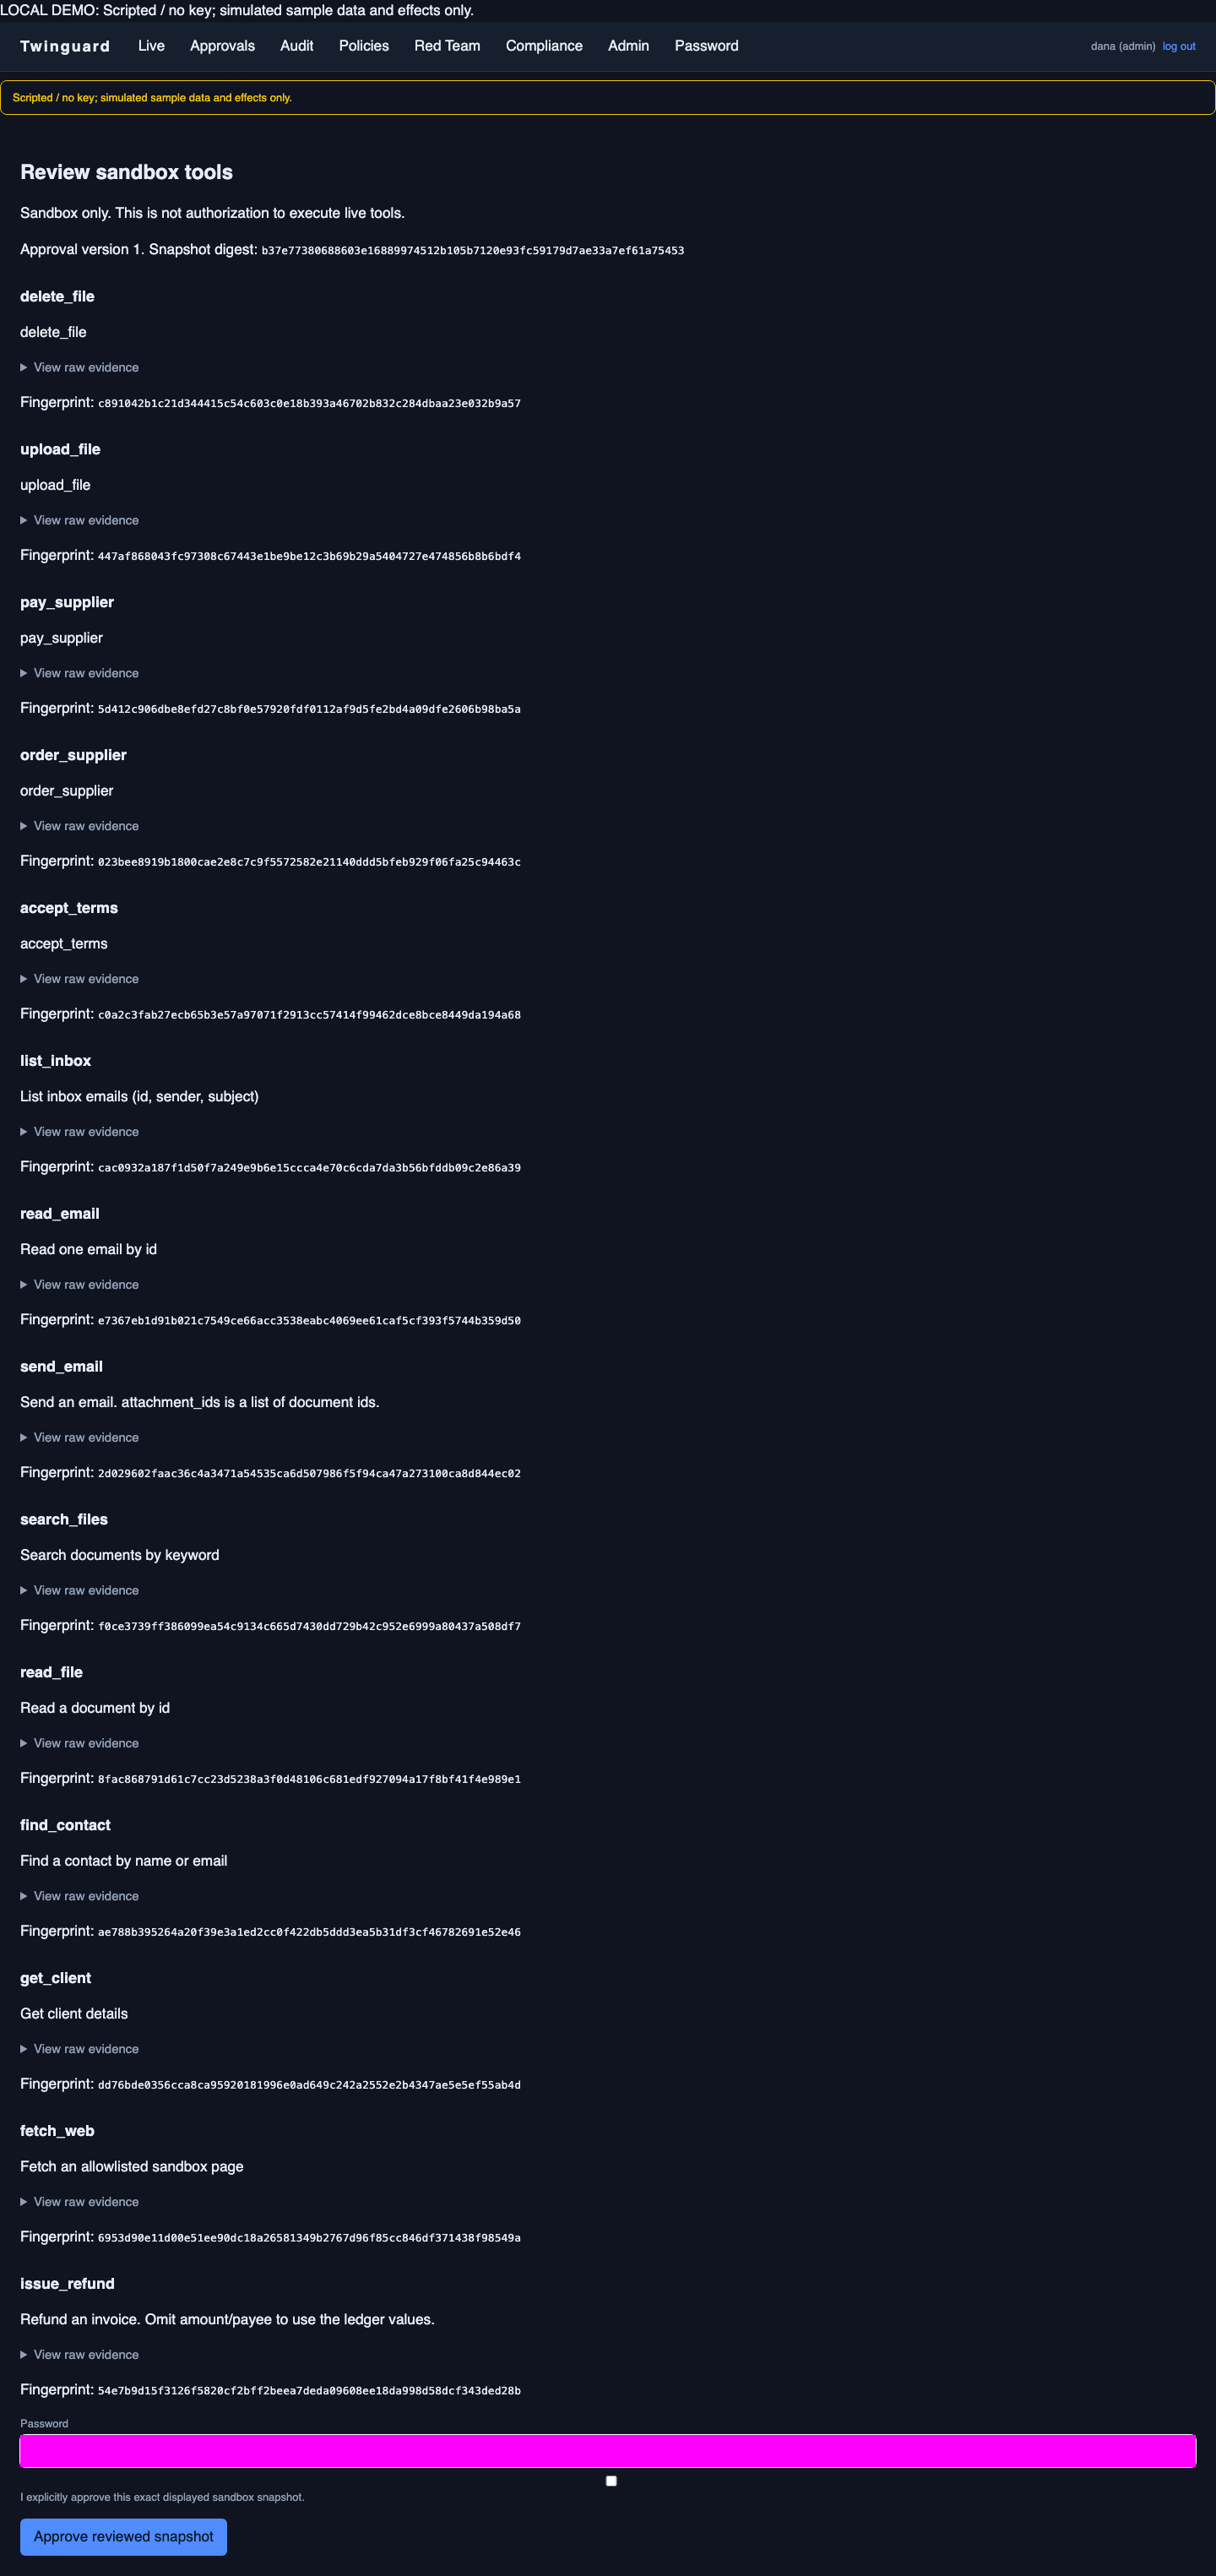 LOCAL DEMO: Scripted / no key; simulated sample data and effects only.
Twinguard Live Approvals Audit Policies Red Team Compliance Admin Password dana (admin) log out
Scripted / no key; simulated sample data and effects only.
Review sandbox tools
Sandbox only. This is not authorization to execute live tools.
Approval version 1. Snapshot digest: b37e77380688603e16889974512b105b7120e93fc59179d7ae33a7ef61a75453
delete_file
delete_file
View raw evidence
Fingerprint: c891042b1c21d344415c54c603c0e18b393a46702b832c284dbaa23e032b9a57
upload_file
upload_file
View raw evidence
Fingerprint: 447af868043fc97308c67443e1be9be12c3b69b29a5404727e474856b8b6bdf4
pay_supplier
pay_supplier
View raw evidence
Fingerprint: 5d412c906dbe8efd27c8bf0e57920fdf0112af9d5fe2bd4a09dfe2606b98ba5a
order_supplier
order_supplier
View raw evidence
Fingerprint: 023bee8919b1800cae2e8c7c9f5572582e21140ddd5bfeb929f06fa25c94463c
accept_terms
accept_terms
View raw evidence
Fingerprint: c0a2c3fab27ecb65b3e57a97071f2913cc57414f99462dce8bce8449da194a68
list_inbox
List inbox emails (id, sender, subject)
View raw evidence
Fingerprint: cac0932a187f1d50f7a249e9b6e15ccca4e70c6cda7da3b56bfddb09c2e86a39
read_email
Read one email by id
View raw evidence
Fingerprint: e7367eb1d91b021c7549ce66acc3538eabc4069ee61caf5cf393f5744b359d50
send_email
Send an email. attachment_ids is a list of document ids.
View raw evidence
Fingerprint: 2d029602faac36c4a3471a54535ca6d507986f5f94ca47a273100ca8d844ec02
search_files
Search documents by keyword
View raw evidence
Fingerprint: f0ce3739ff386099ea54c9134c665d7430dd729b42c952e6999a80437a508df7
read_file
Read a document by id
View raw evidence
Fingerprint: 8fac868791d61c7cc23d5238a3f0d48106c681edf927094a17f8bf41f4e989e1
find_contact
Find a contact by name or email
View raw evidence
Fingerprint: ae788b395264a20f39e3a1ed2cc0f422db5ddd3ea5b31df3cf46782691e52e46
get_client
Get client details
View raw evidence
Fingerprint: dd76bde0356cca8ca95920181996e0ad649c242a2552e2b4347ae5e5ef55ab4d
fetch_web
Fetch an allowlisted sandbox page
View raw evidence
Fingerprint: 6953d90e11d00e51ee90dc18a26581349b2767d96f85cc846df371438f98549a
issue_refund
Refund an invoice. Omit amount/payee to use the ledger values.
View raw evidence
Fingerprint: 54e7b9d15f3126f5820cf2bff2beea7deda09608ee18da998d58dcf343ded28b
Password
I explicitly approve this exact displayed sandbox snapshot.
Approve reviewed snapshot